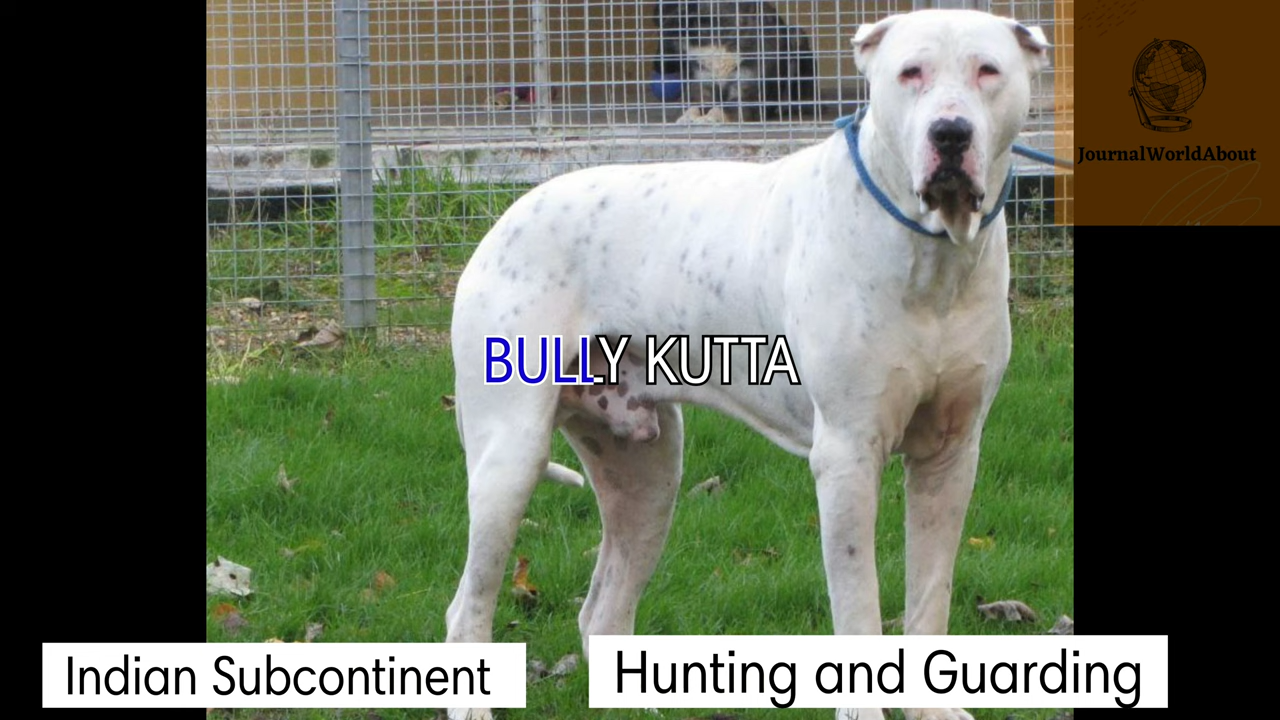 JournalWorldAbout
BULLY KUTTA
Indian Subcontinent
Hunting and Guarding